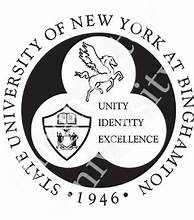 STATE UNIVERSITY OF NEW YORK AT BINGHAMTON
• 1946 •
UNITY
IDENTITY
EXCELLENCE